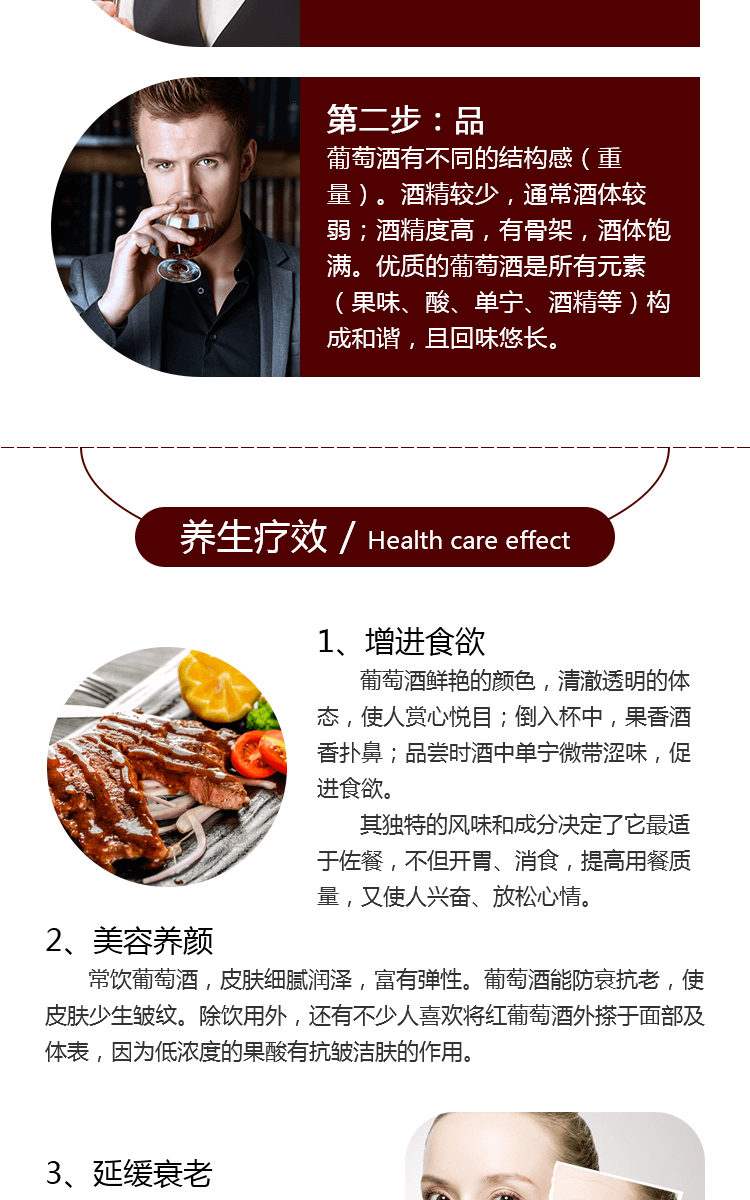 第二步：品
葡萄酒有不同的结构感（重
量）。酒精较少，通常酒体较
弱；酒精度高，有骨架，酒体饱
满。优质的葡萄酒是所有元素
（果味、酸、单宁、酒精等）构
成和谐，且回味悠长。
养生疗效 / Health care effect
1、增进食欲
葡萄酒鲜艳的颜色，清澈透明的体
态，使人赏心悦目；倒入杯中，果香酒
香扑鼻；品尝时酒中单宁微带涩味，促
进食欲。
其独特的风味和成分决定了它最适
于佐餐，不但开胃、消食，提高用餐质
量，又使人兴奋、放松心情。
2、美容养颜
常饮葡萄酒，皮肤细腻润泽，富有弹性。葡萄酒能防衰抗老，使
皮肤少生皱纹。除饮用外，还有不少人喜欢将红葡萄酒外搽于面部及
体表，因为低浓度的果酸有抗皱洁肤的作用。
3、延缓衰老